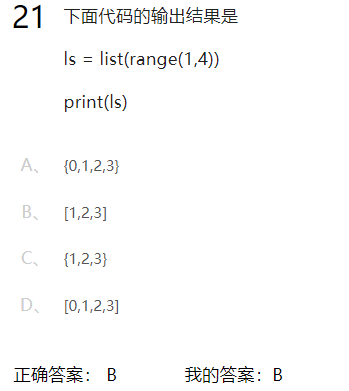 21 下面代码的输出结果是
ls = list(range(1,4))
print(ls)
A、 {0,1,2,3}
B、 [1,2,3]
C、 {1,2,3}
D、 [0,1,2,3]
正确答案： B 我的答案：B